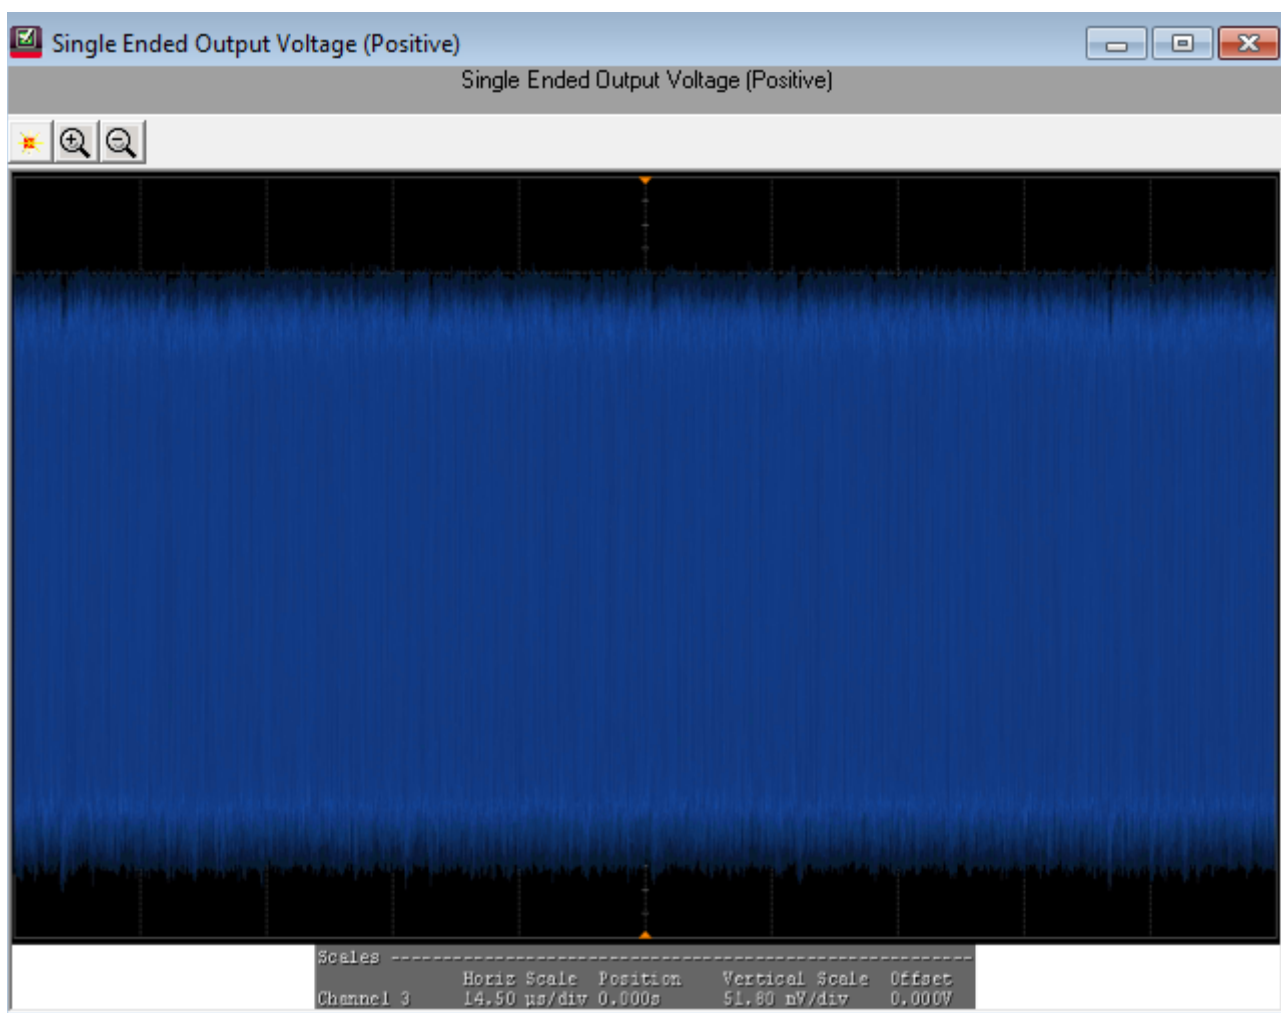 Single Ended Output Voltage (Positive)
Single Ended Output Voltage (Positive)
Scales
Horiz Scale Position Vertical Scale Offset
Channel 3 14.50 µs/div 0.000s 51.80 mV/div 0.000V